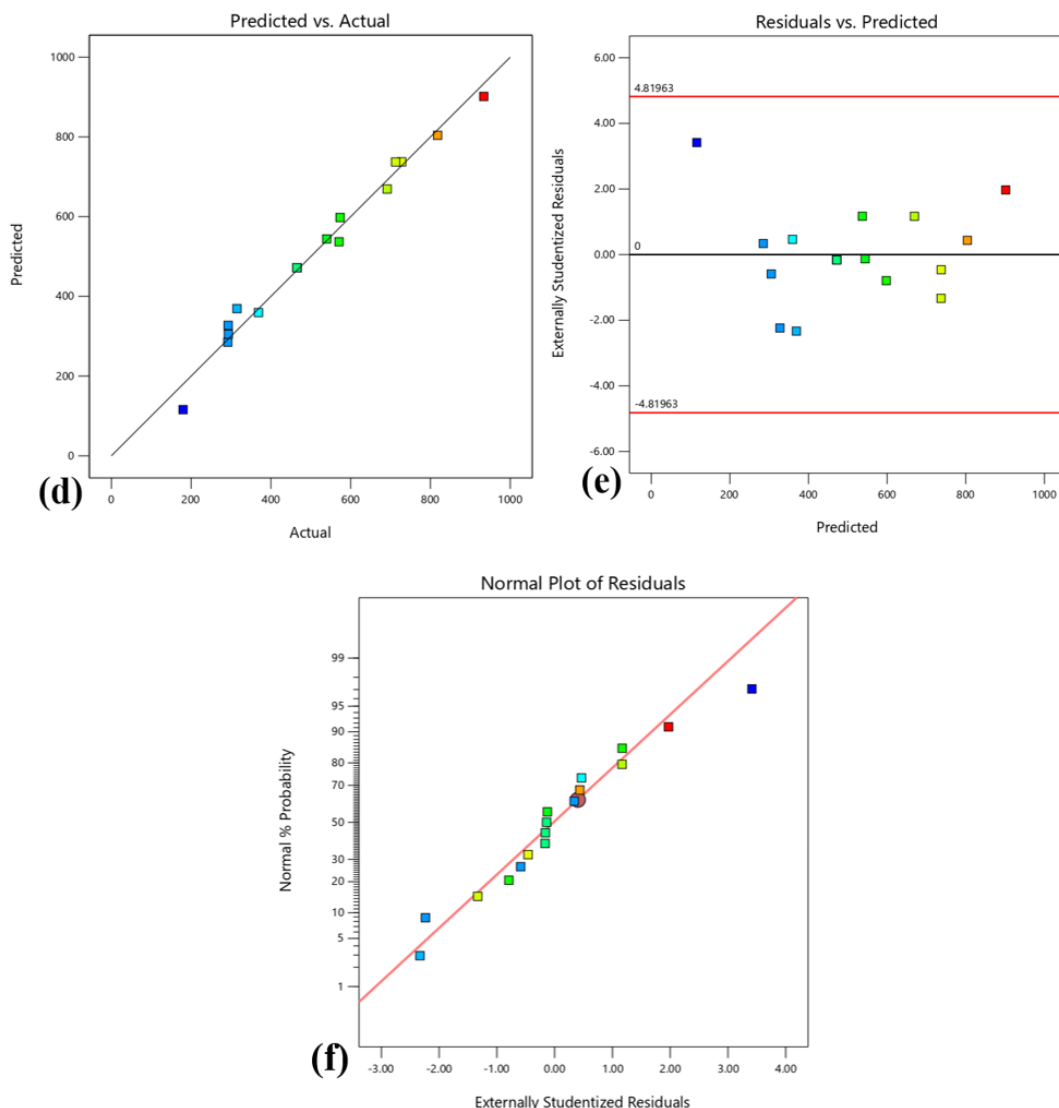 Predicted vs. Actual
1000
800
600
400
200
0
Predicted
0 200 400 600 800 1000
Actual
(d)
Residuals vs. Predicted
6.00
4.81963
4.00
2.00
0
0.00
-2.00
-4.00
-4.81963
-6.00
Externally Studentized Residuals
0 200 400 600 800 1000
Predicted
(e)
Normal Plot of Residuals
99
95
90
80
70
50
30
20
10
5
1
Normal % Probability
-3.00 -2.00 -1.00 0.00 1.00 2.00 3.00 4.00
Externally Studentized Residuals
(f)